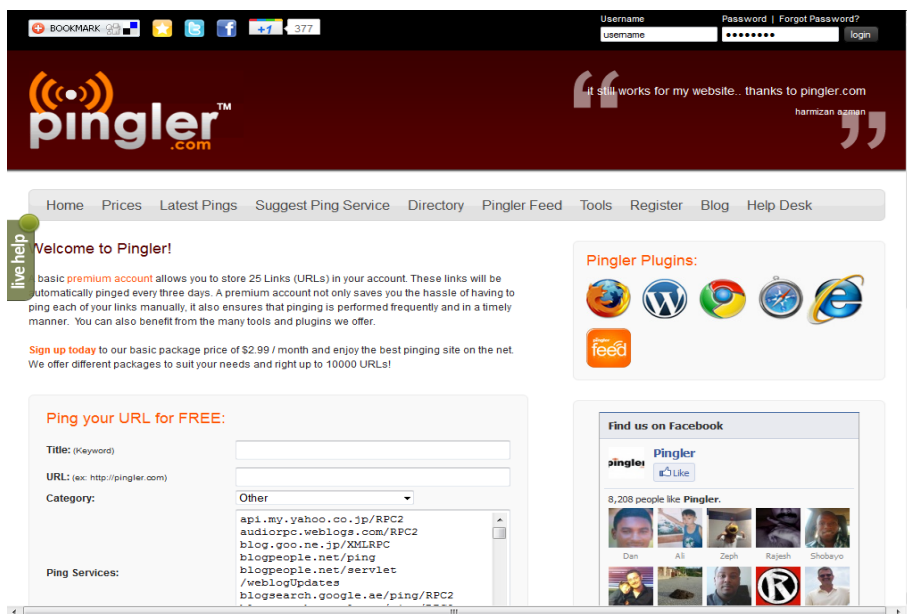 Username
Password | Forgot Password?
BOOKMARK
+1 377
username
login
it still works for my website.. thanks to pingler.com
harmizan azman
pingler™
.com
Home Prices Latest Pings Suggest Ping Service Directory Pingler Feed Tools Register Blog Help Desk
live help
Welcome to Pingler!
A basic premium account allows you to store 25 Links (URLs) in your account. These links will be
automatically pinged every three days. A premium account not only saves you the hassle of having to
ping each of your links manually, it also ensures that pinging is performed frequently and in a timely
manner. You can also benefit from the many tools and plugins we offer.
Sign up today to our basic package price of $2.99 / month and enjoy the best pinging site on the net.
We offer different packages to suit your needs and right up to 10000 URLs!
Pingler Plugins:
pingler
feed
Ping your URL for FREE:
Title: (Keyword)
URL: (ex: http://pingler.com)
Category:
Other
Ping Services:
api.my.yahoo.co.jp/RPC2
audiorpc.weblogs.com/RPC2
blog.goo.ne.jp/XMLRPC
blogpeople.net/ping
blogpeople.net/servlet
/weblogUpdates
blogsearch.google.ae/ping/RPC2
Find us on Facebook
pingler
Pingler
Like
8,208 people like Pingler.
Dan Ali Zeph Rajesh Shobayo